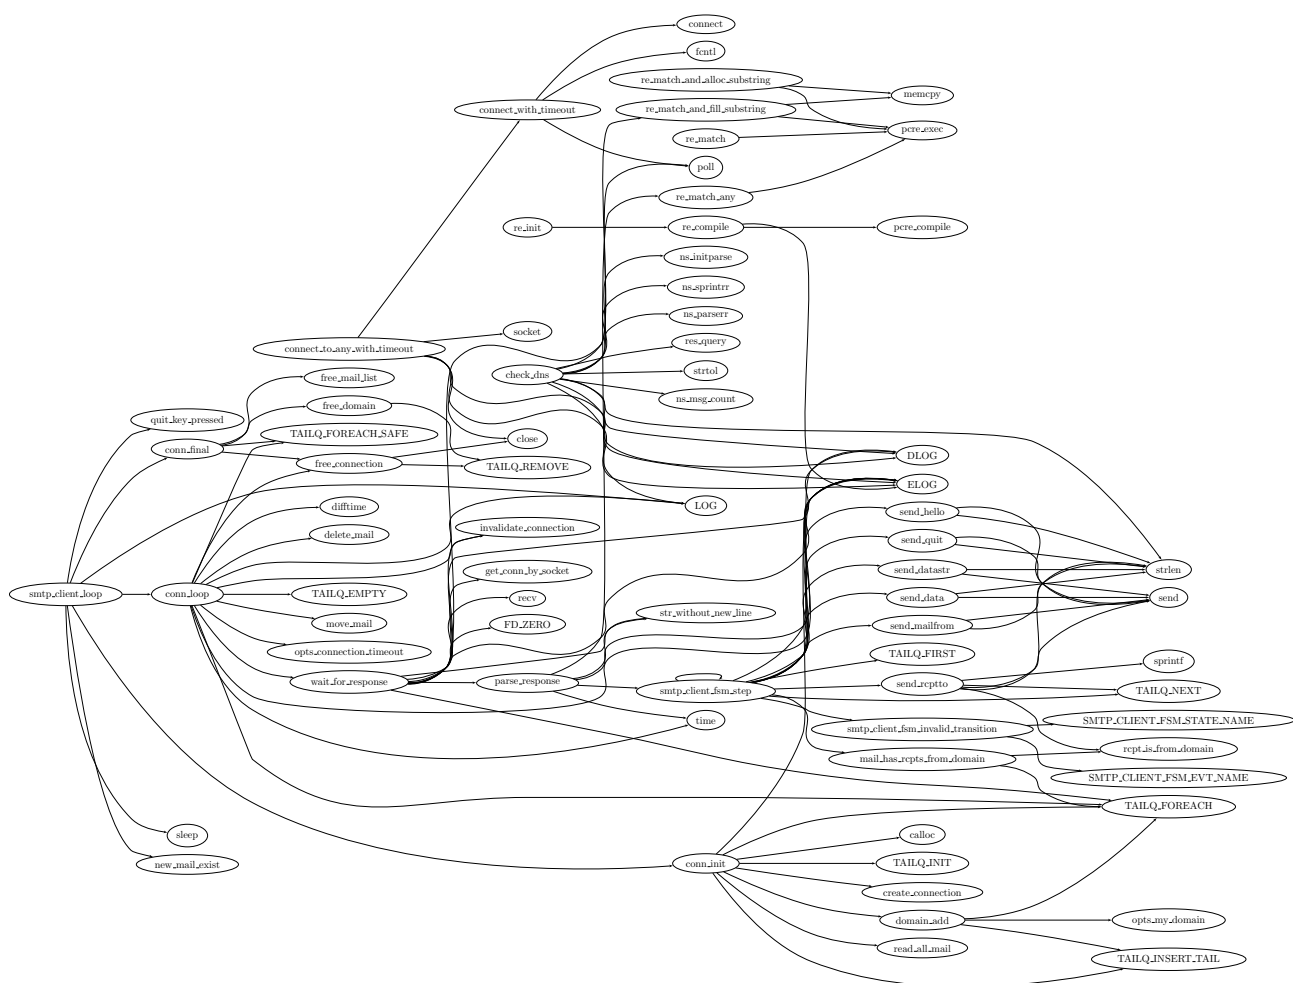 connect
fcntl
re_match_and_alloc_substring
memcpy
connect_with_timeout
re_match_and_fill_substring
pcre_exec
re_match
poll
re_match_any
re_init
re_compile
pcre_compile
ns_initparse
ns_sprintrr
ns_parserr
socket
res_query
connect_to_any_with_timeout
strtol
check_dns
free_mail_list
ns_msg_count
free_domain
quit_key_pressed
TAILQ_FOREACH_SAFE
close
conn_final
DLOG
free_connection
TAILQ_REMOVE
ELOG
difftime
LOG
send_hello
invalidate_connection
delete_mail
send_quit
get_conn_by_socket
send_datastr
strlen
smtp_client_loop
conn_loop
TAILQ_EMPTY
recv
send_data
send
str_without_new_line
move_mail
FD_ZERO
send_mailfrom
opts_connection_timeout
TAILQ_FIRST
sprintf
wait_for_response
parse_response
smtp_client_fsm_step
send_rcptto
TAILQ_NEXT
time
smtp_client_fsm_invalid_transition
SMTP_CLIENT_FSM_STATE_NAME
mail_has_rcpts_from_domain
rcpt_is_from_domain
SMTP_CLIENT_FSM_EVT_NAME
TAILQ_FOREACH
sleep
calloc
new_mail_exist
conn_init
TAILQ_INIT
create_connection
domain_add
opts_my_domain
read_all_mail
TAILQ_INSERT_TAIL